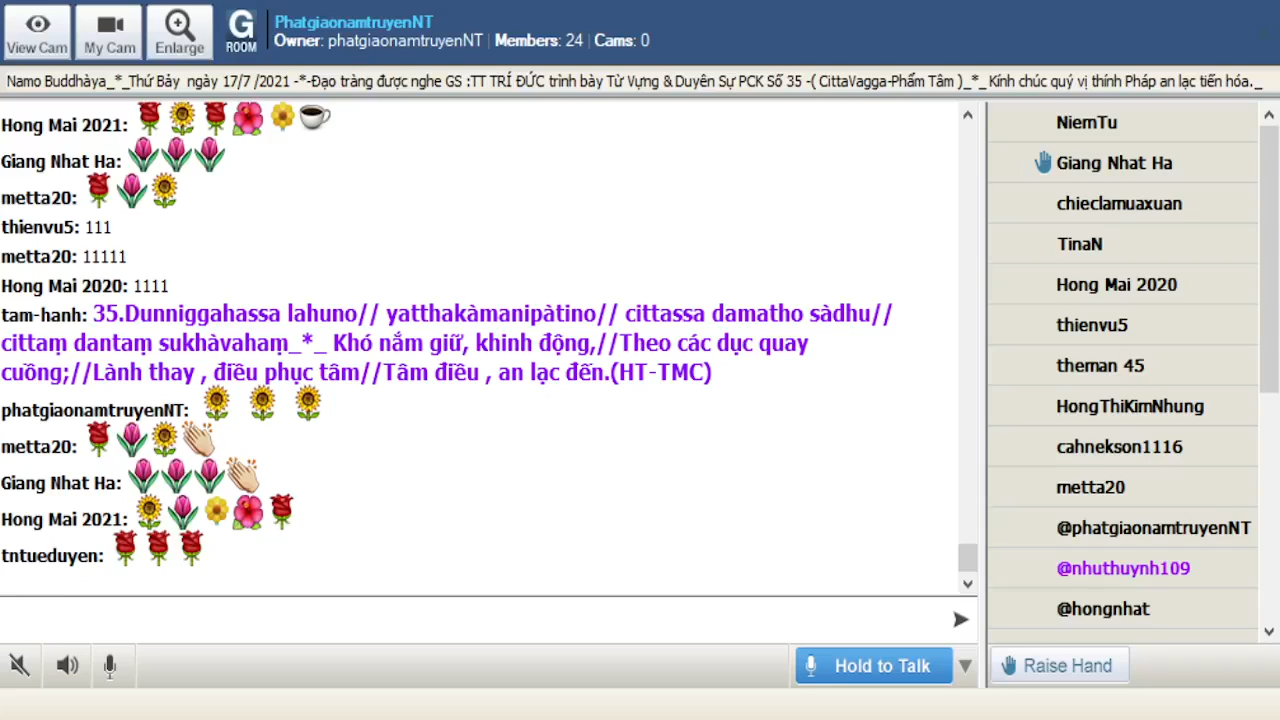 View Cam
My Cam
Enlarge
G
ROOM
PhatgiaonamtruyenNT
Owner: phatgiaonamtruyenNT | Members: 24 | Cams: 0
Namo Buddhàya_*_Thứ Bảy ngày 17/7 /2021 -*-Đạo tràng được nghe GS :TT TRÍ ĐỨC trình bày Từ Vựng & Duyên Sự PCK Số 35 -( CittaVagga-Phẩm Tâm )_*_ Kính chúc quý vị thính Pháp an lạc tiến hóa._
Hong Mai 2021:
Giang Nhat Ha:
metta20:
thienvu5: 111
metta20: 11111
Hong Mai 2020: 1111
tam-hanh: 35.Dunniggahassa lahuno// yatthakàmanipàtino// cittassa damatho sàdhu//
cittaṃ dantaṃ sukhàvahaṃ_*_ Khó nắm giữ, khinh động,//Theo các dục quay
cuồng;//Lành thay , điều phục tâm//Tâm điều , an lạc đến.(HT-TMC)
phatgiaonamtruyenNT:
metta20:
Giang Nhat Ha:
Hong Mai 2021:
tntueduyen:
NiemTu
Giang Nhat Ha
chieclamuaxuan
TinaN
Hong Mai 2020
thienvu5
theman 45
HongThiKimNhung
cahnekson1116
metta20
@phatgiaonamtruyenNT
@nhuthuynh109
@hongnhat
Hold to Talk
Raise Hand